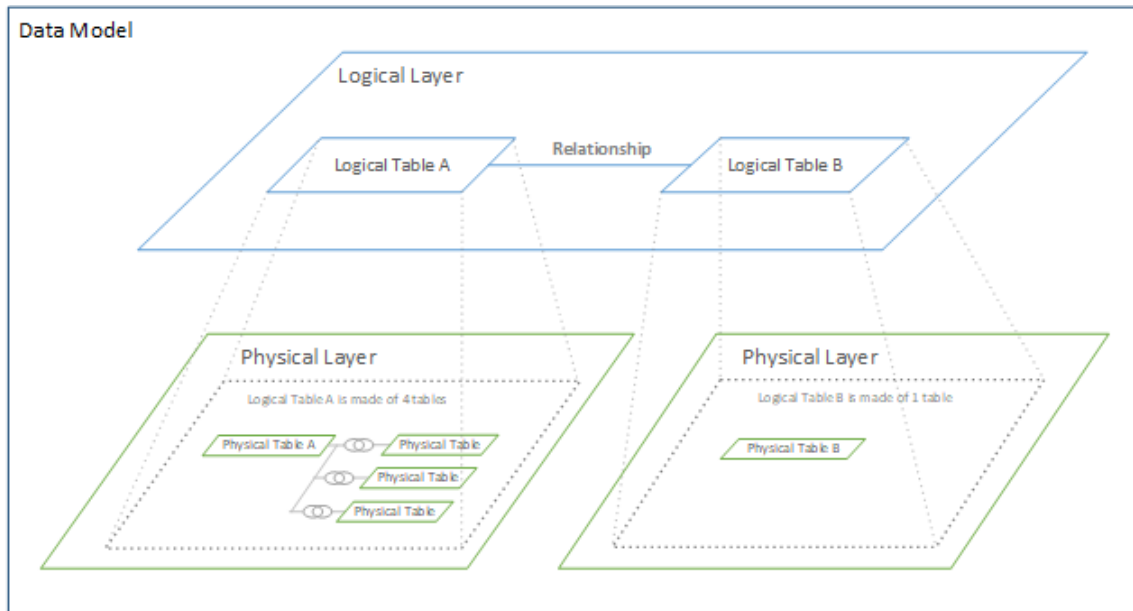 Data Model
Logical Layer
Logical Table A
Relationship
Logical Table B
Physical Layer
Logical Table A is made of 4 tables
Physical Table A
Physical Table
Physical Table
Physical Table
Physical Layer
Logical Table B is made of 1 table
Physical Table B